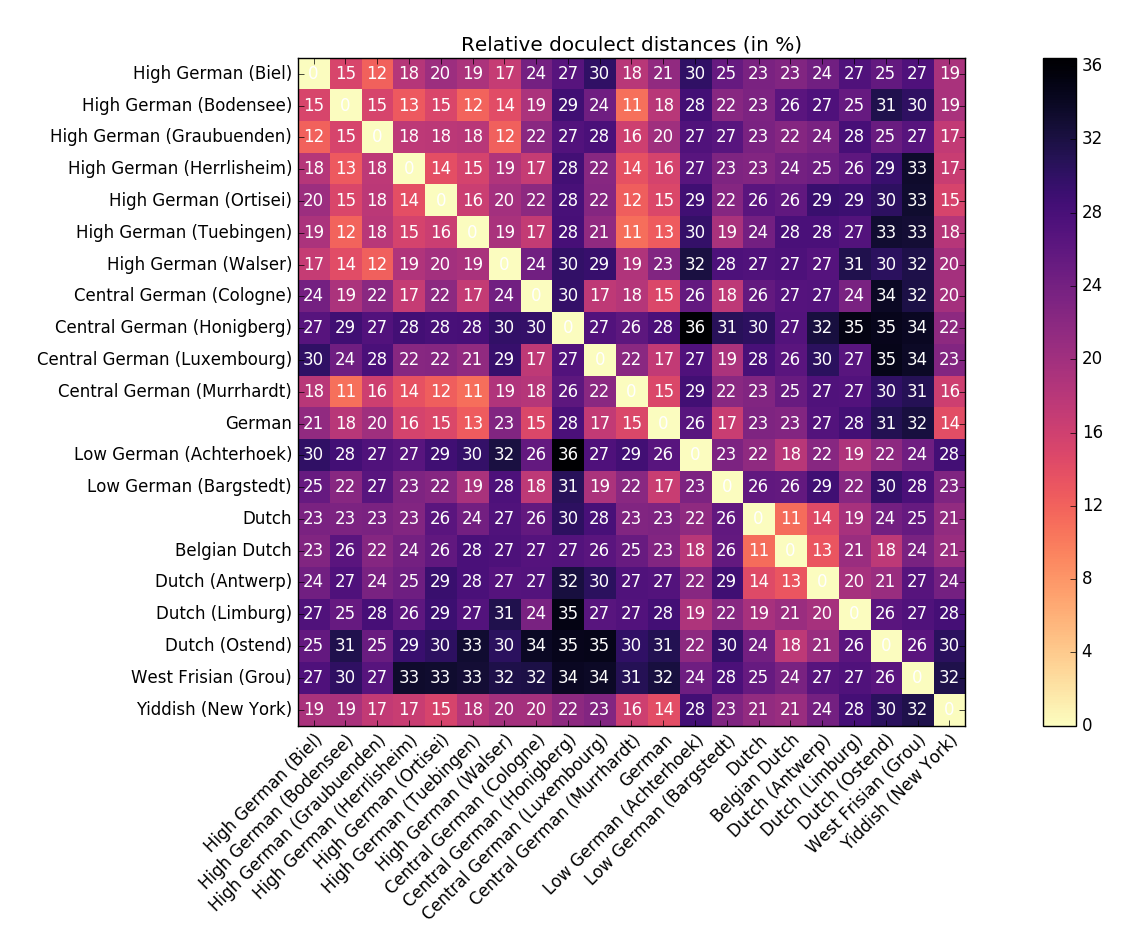 Relative doculect distances (in %)
High German (Biel) 0 15 12 18 20 19 17 24 27 30 18 21 30 25 23 23 24 27 25 27 19
High German (Bodensee) 15 0 15 13 15 12 14 19 29 24 11 18 28 22 23 26 27 25 31 30 19
High German (Graubuenden) 12 15 0 18 18 18 12 22 27 28 16 20 27 27 23 22 24 28 25 27 17
High German (Herrlisheim) 18 13 18 0 14 15 19 17 28 22 14 16 27 23 23 24 25 26 29 33 17
High German (Ortisei) 20 15 18 14 0 16 20 22 28 22 12 15 29 22 26 26 29 29 30 33 15
High German (Tuebingen) 19 12 18 15 16 0 19 17 28 21 11 13 30 19 24 28 28 27 33 33 18
High German (Walser) 17 14 12 19 20 19 0 24 30 29 19 23 32 28 27 27 27 31 30 32 20
Central German (Cologne) 24 19 22 17 22 17 24 0 30 17 18 15 26 18 26 27 27 24 34 32 20
Central German (Honigberg) 27 29 27 28 28 28 30 30 0 27 26 28 36 31 30 27 32 35 35 34 22
Central German (Luxembourg) 30 24 28 22 22 21 29 17 27 0 22 17 27 19 28 26 30 27 35 34 23
Central German (Murrhardt) 18 11 16 14 12 11 19 18 26 22 0 15 29 22 23 25 27 27 30 31 16
German 21 18 20 16 15 13 23 15 28 17 15 0 26 17 23 23 27 28 31 32 14
Low German (Achterhoek) 30 28 27 27 29 30 32 26 36 27 29 26 0 23 22 18 22 19 22 24 28
Low German (Bargstedt) 25 22 27 23 22 19 28 18 31 19 22 17 23 0 26 26 29 22 30 28 23
Dutch 23 23 23 23 26 24 27 26 30 28 23 23 22 26 0 11 14 19 24 25 21
Belgian Dutch 23 26 22 24 26 28 27 27 27 26 25 23 18 26 11 0 13 21 18 24 21
Dutch (Antwerp) 24 27 24 25 29 28 27 27 32 30 27 27 22 29 14 13 0 20 21 27 24
Dutch (Limburg) 27 25 28 26 29 27 31 24 35 27 27 28 19 22 19 21 20 0 26 27 28
Dutch (Ostend) 25 31 25 29 30 33 30 34 35 35 30 31 22 30 24 18 21 26 0 26 30
West Frisian (Grou) 27 30 27 33 33 33 32 32 34 34 31 32 24 28 25 24 27 27 26 0 32
Yiddish (New York) 19 19 17 17 15 18 20 20 22 23 16 14 28 23 21 21 24 28 30 32 0
High German (Biel)
High German (Bodensee)
High German (Graubuenden)
High German (Herrlisheim)
High German (Ortisei)
High German (Tuebingen)
High German (Walser)
Central German (Cologne)
Central German (Honigberg)
Central German (Luxembourg)
Central German (Murrhardt)
German
Low German (Achterhoek)
Low German (Bargstedt)
Dutch
Belgian Dutch
Dutch (Antwerp)
Dutch (Limburg)
Dutch (Ostend)
West Frisian (Grou)
Yiddish (New York)
36
32
28
24
20
16
12
8
4
0